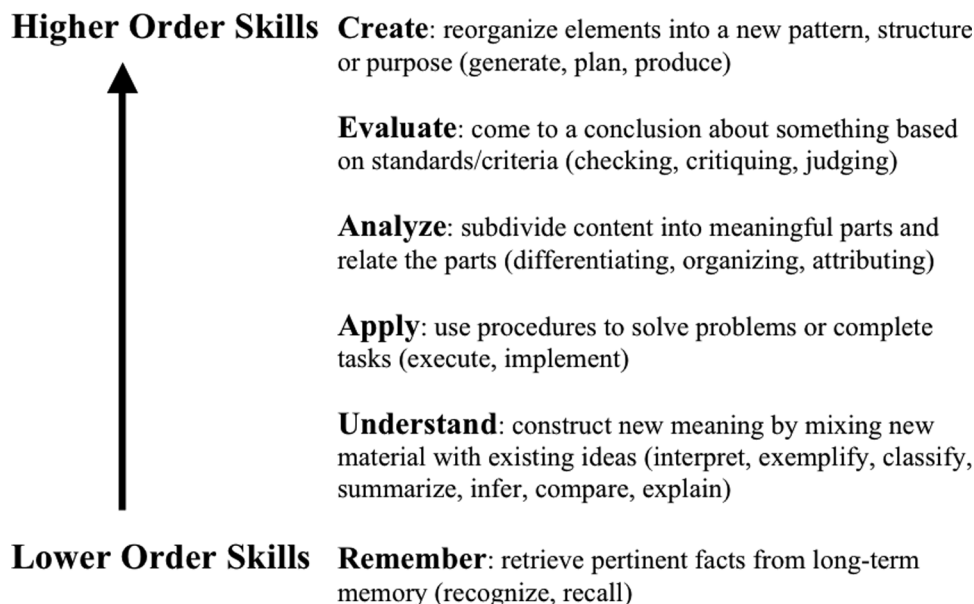 Higher Order Skills
Create: reorganize elements into a new pattern, structure
or purpose (generate, plan, produce)
Evaluate: come to a conclusion about something based
on standards/criteria (checking, critiquing, judging)
Analyze: subdivide content into meaningful parts and
relate the parts (differentiating, organizing, attributing)
Apply: use procedures to solve problems or complete
tasks (execute, implement)
Understand: construct new meaning by mixing new
material with existing ideas (interpret, exemplify, classify,
summarize, infer, compare, explain)
Lower Order Skills
Remember: retrieve pertinent facts from long-term
memory (recognize, recall)